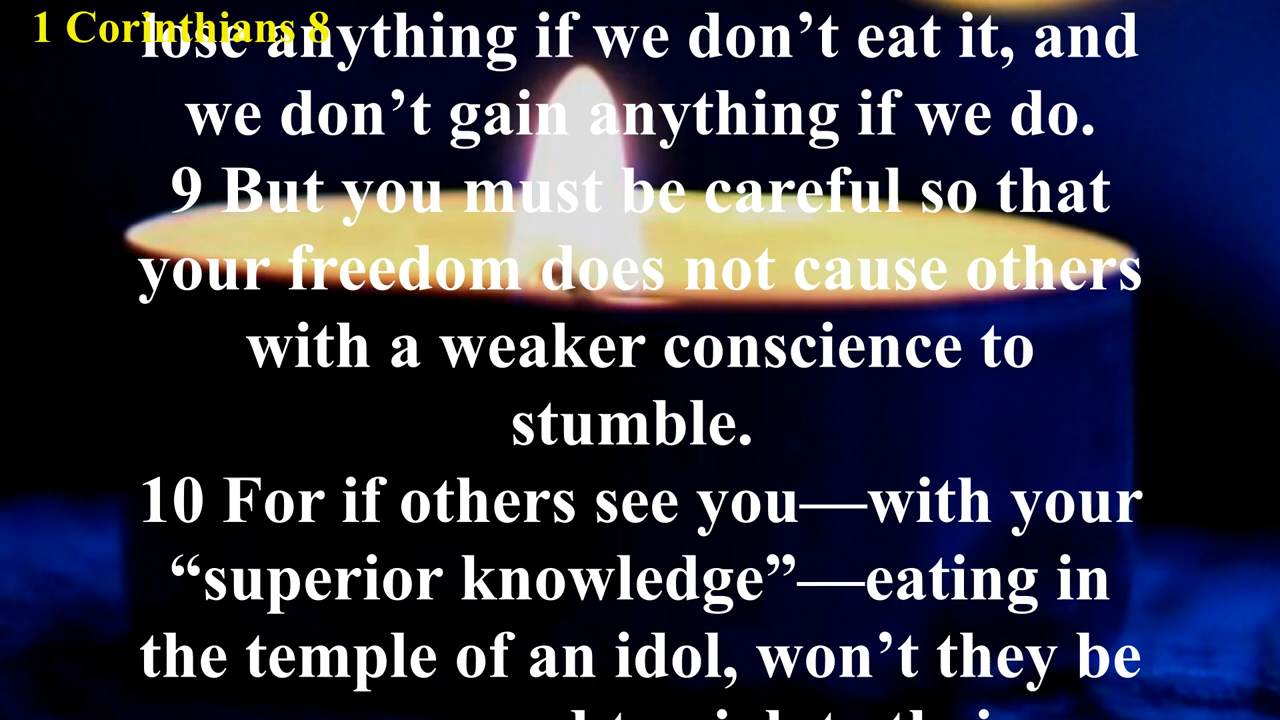 1 Corinthians 8
lose anything if we don’t eat it, and
we don’t gain anything if we do.
9 But you must be careful so that
your freedom does not cause others
with a weaker conscience to
stumble.
10 For if others see you—with your
“superior knowledge”—eating in
the temple of an idol, won’t they be